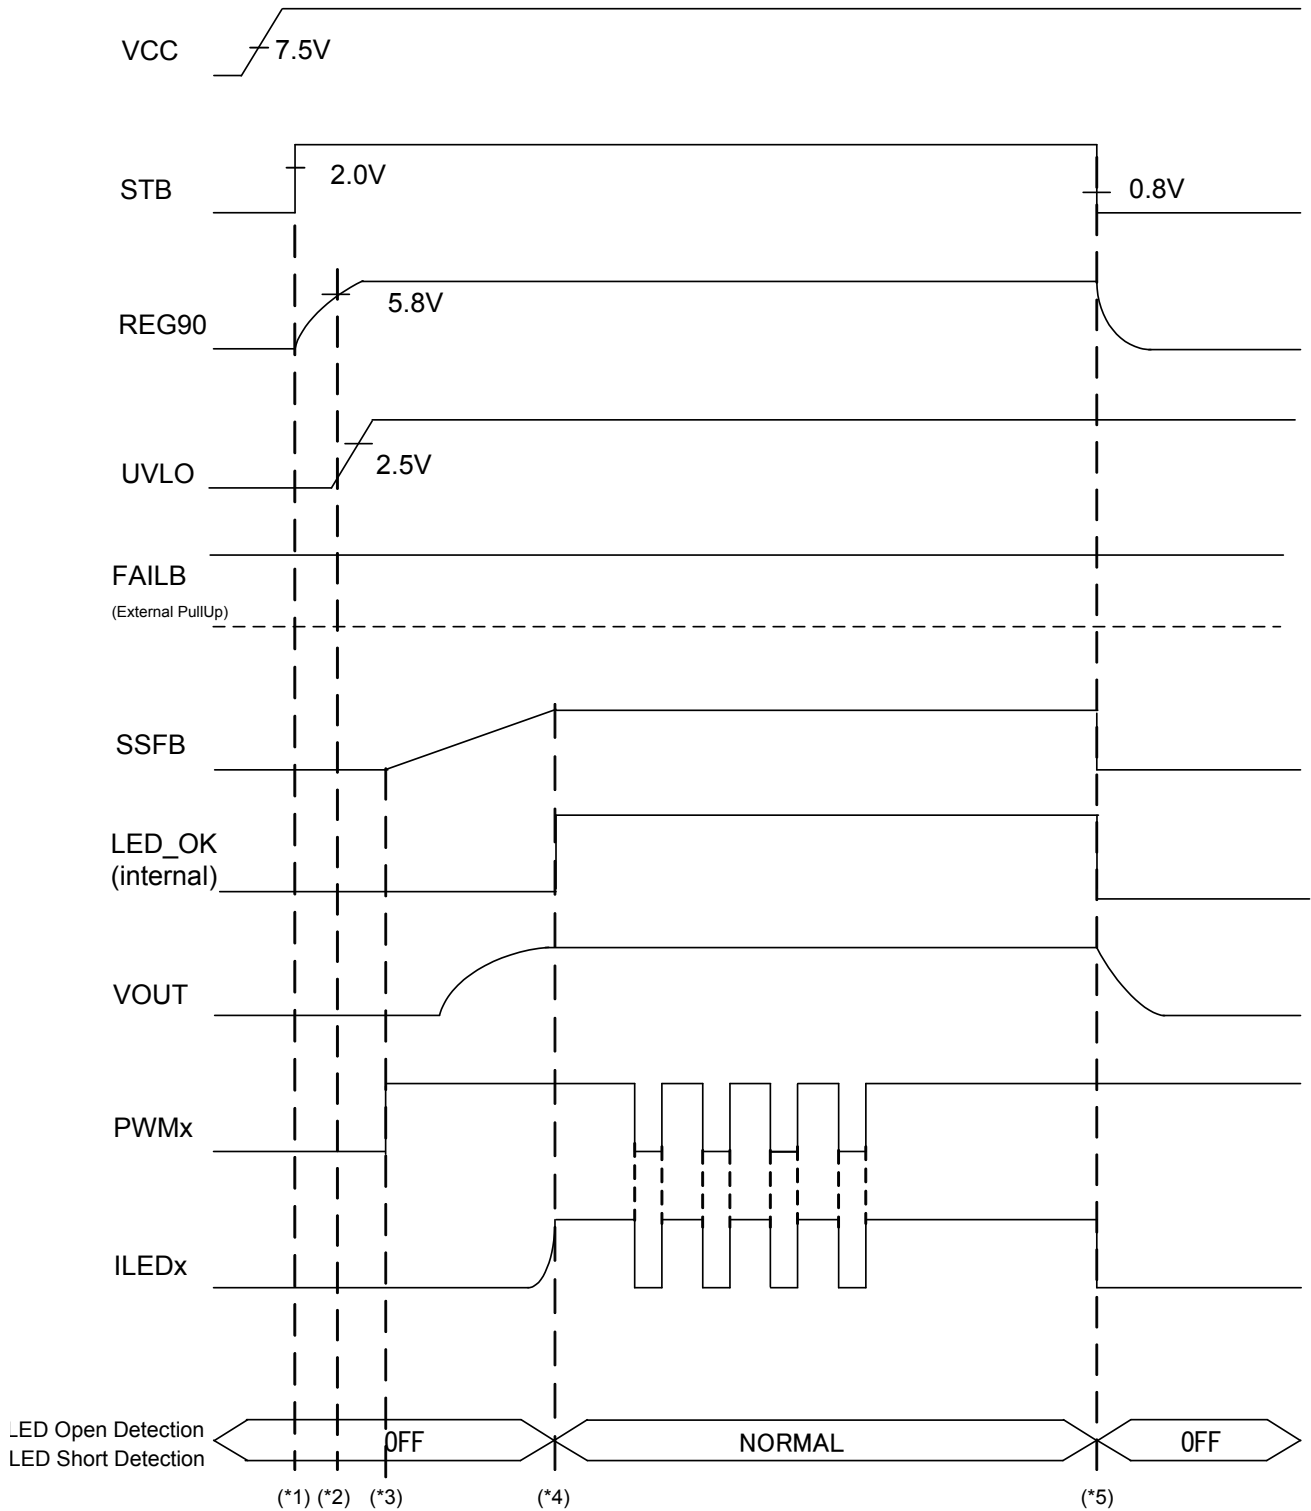 VCC
7.5V
STB
2.0V
0.8V
REG90
5.8V
UVLO
2.5V
FAILB
(External PullUp)
SSFB
LED_OK
(internal)
VOUT
PWMx
ILEDx
LED Open Detection
LED Short Detection
OFF
NORMAL
OFF
(*1) (*2) (*3) (*4) (*5)